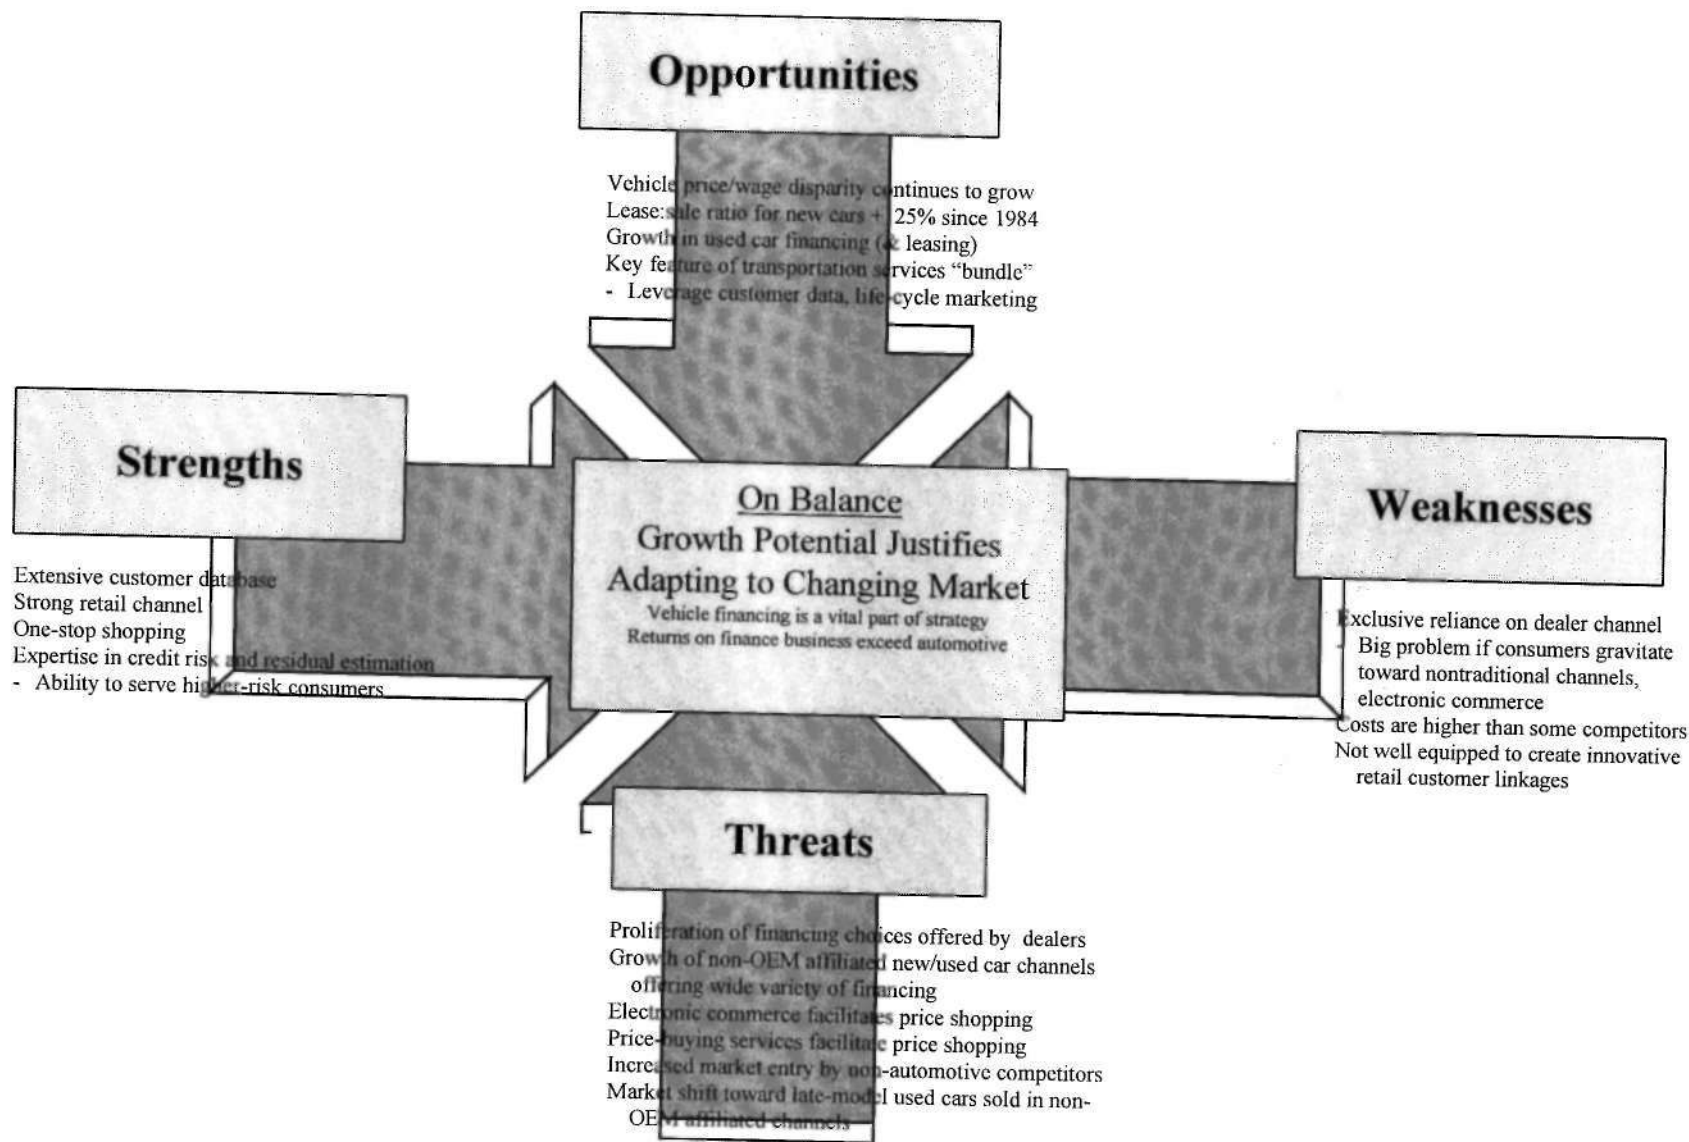 Opportunities
Vehicle price/wage disparity continues to grow
Lease:sale ratio for new cars + 25% since 1984
Growth in used car financing (& leasing)
Key feature of transportation services “bundle”
- Leverage customer data, life-cycle marketing
Strengths
Extensive customer database
Strong retail channel
One-stop shopping
Expertise in credit risk and residual estimation
- Ability to serve higher-risk consumers
On Balance
Growth Potential Justifies
Adapting to Changing Market
Vehicle financing is a vital part of strategy
Returns on finance business exceed automotive
Weaknesses
Exclusive reliance on dealer channel
- Big problem if consumers gravitate
toward nontraditional channels,
electronic commerce
Costs are higher than some competitors
Not well equipped to create innovative
retail customer linkages
Threats
Proliferation of financing choices offered by dealers
Growth of non-OEM affiliated new/used car channels
offering wide variety of financing
Electronic commerce facilitates price shopping
Price-buying services facilitate price shopping
Increased market entry by non-automotive competitors
Market shift toward late-model used cars sold in non-
OEM affiliated channels